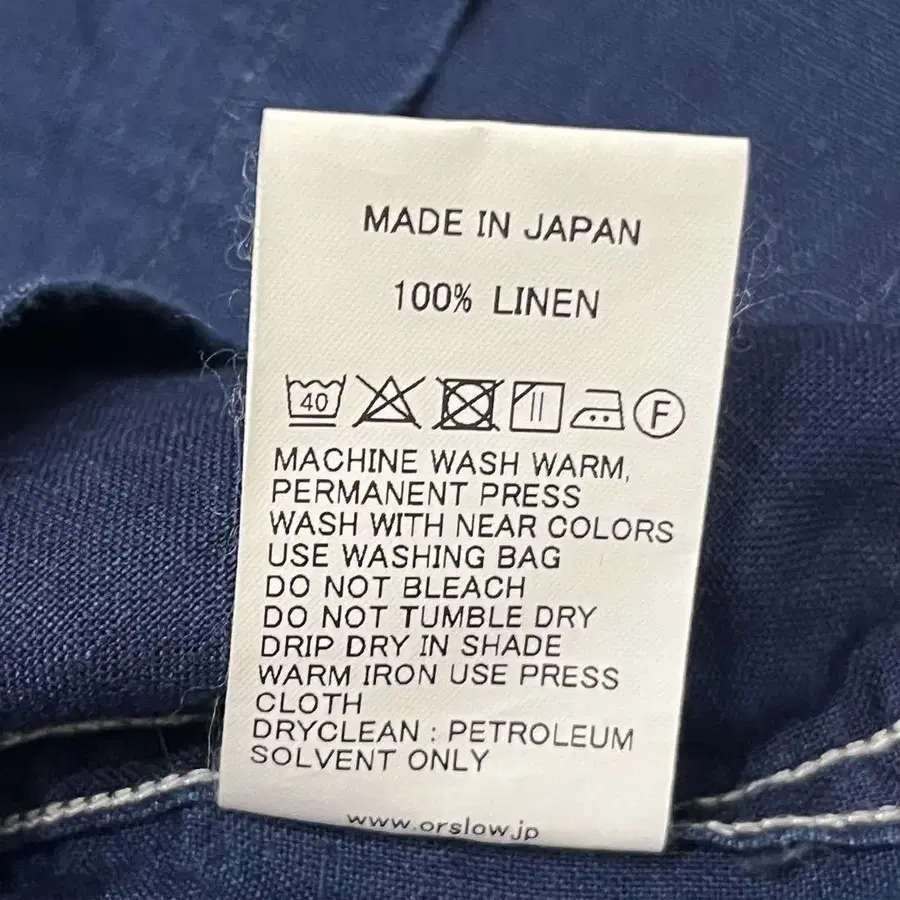 MADE IN JAPAN
100% LINEN
40 F
MACHINE WASH WARM,
PERMANENT PRESS
WASH WITH NEAR COLORS
USE WASHING BAG
DO NOT BLEACH
DO NOT TUMBLE DRY
DRIP DRY IN SHADE
WARM IRON USE PRESS
CLOTH
DRYCLEAN : PETROLEUM
SOLVENT ONLY
www.orslow.jp